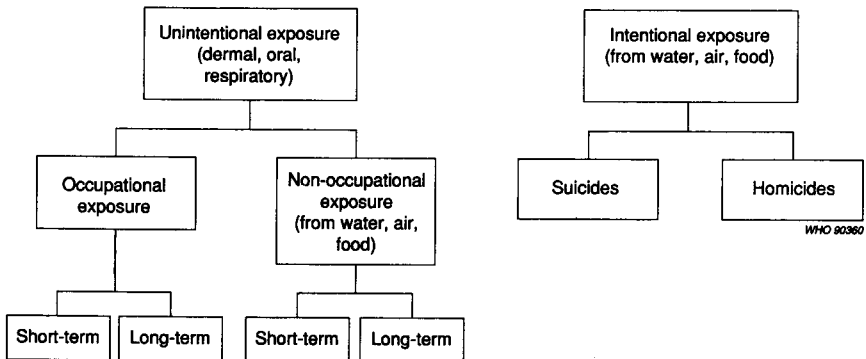 Unintentional exposure
(dermal, oral,
respiratory)
Intentional exposure
(from water, air, food)
Occupational
exposure
Non-occupational
exposure
(from water, air,
food)
Suicides
Homicides
WHO 90360
Short-term
Long-term
Short-term
Long-term